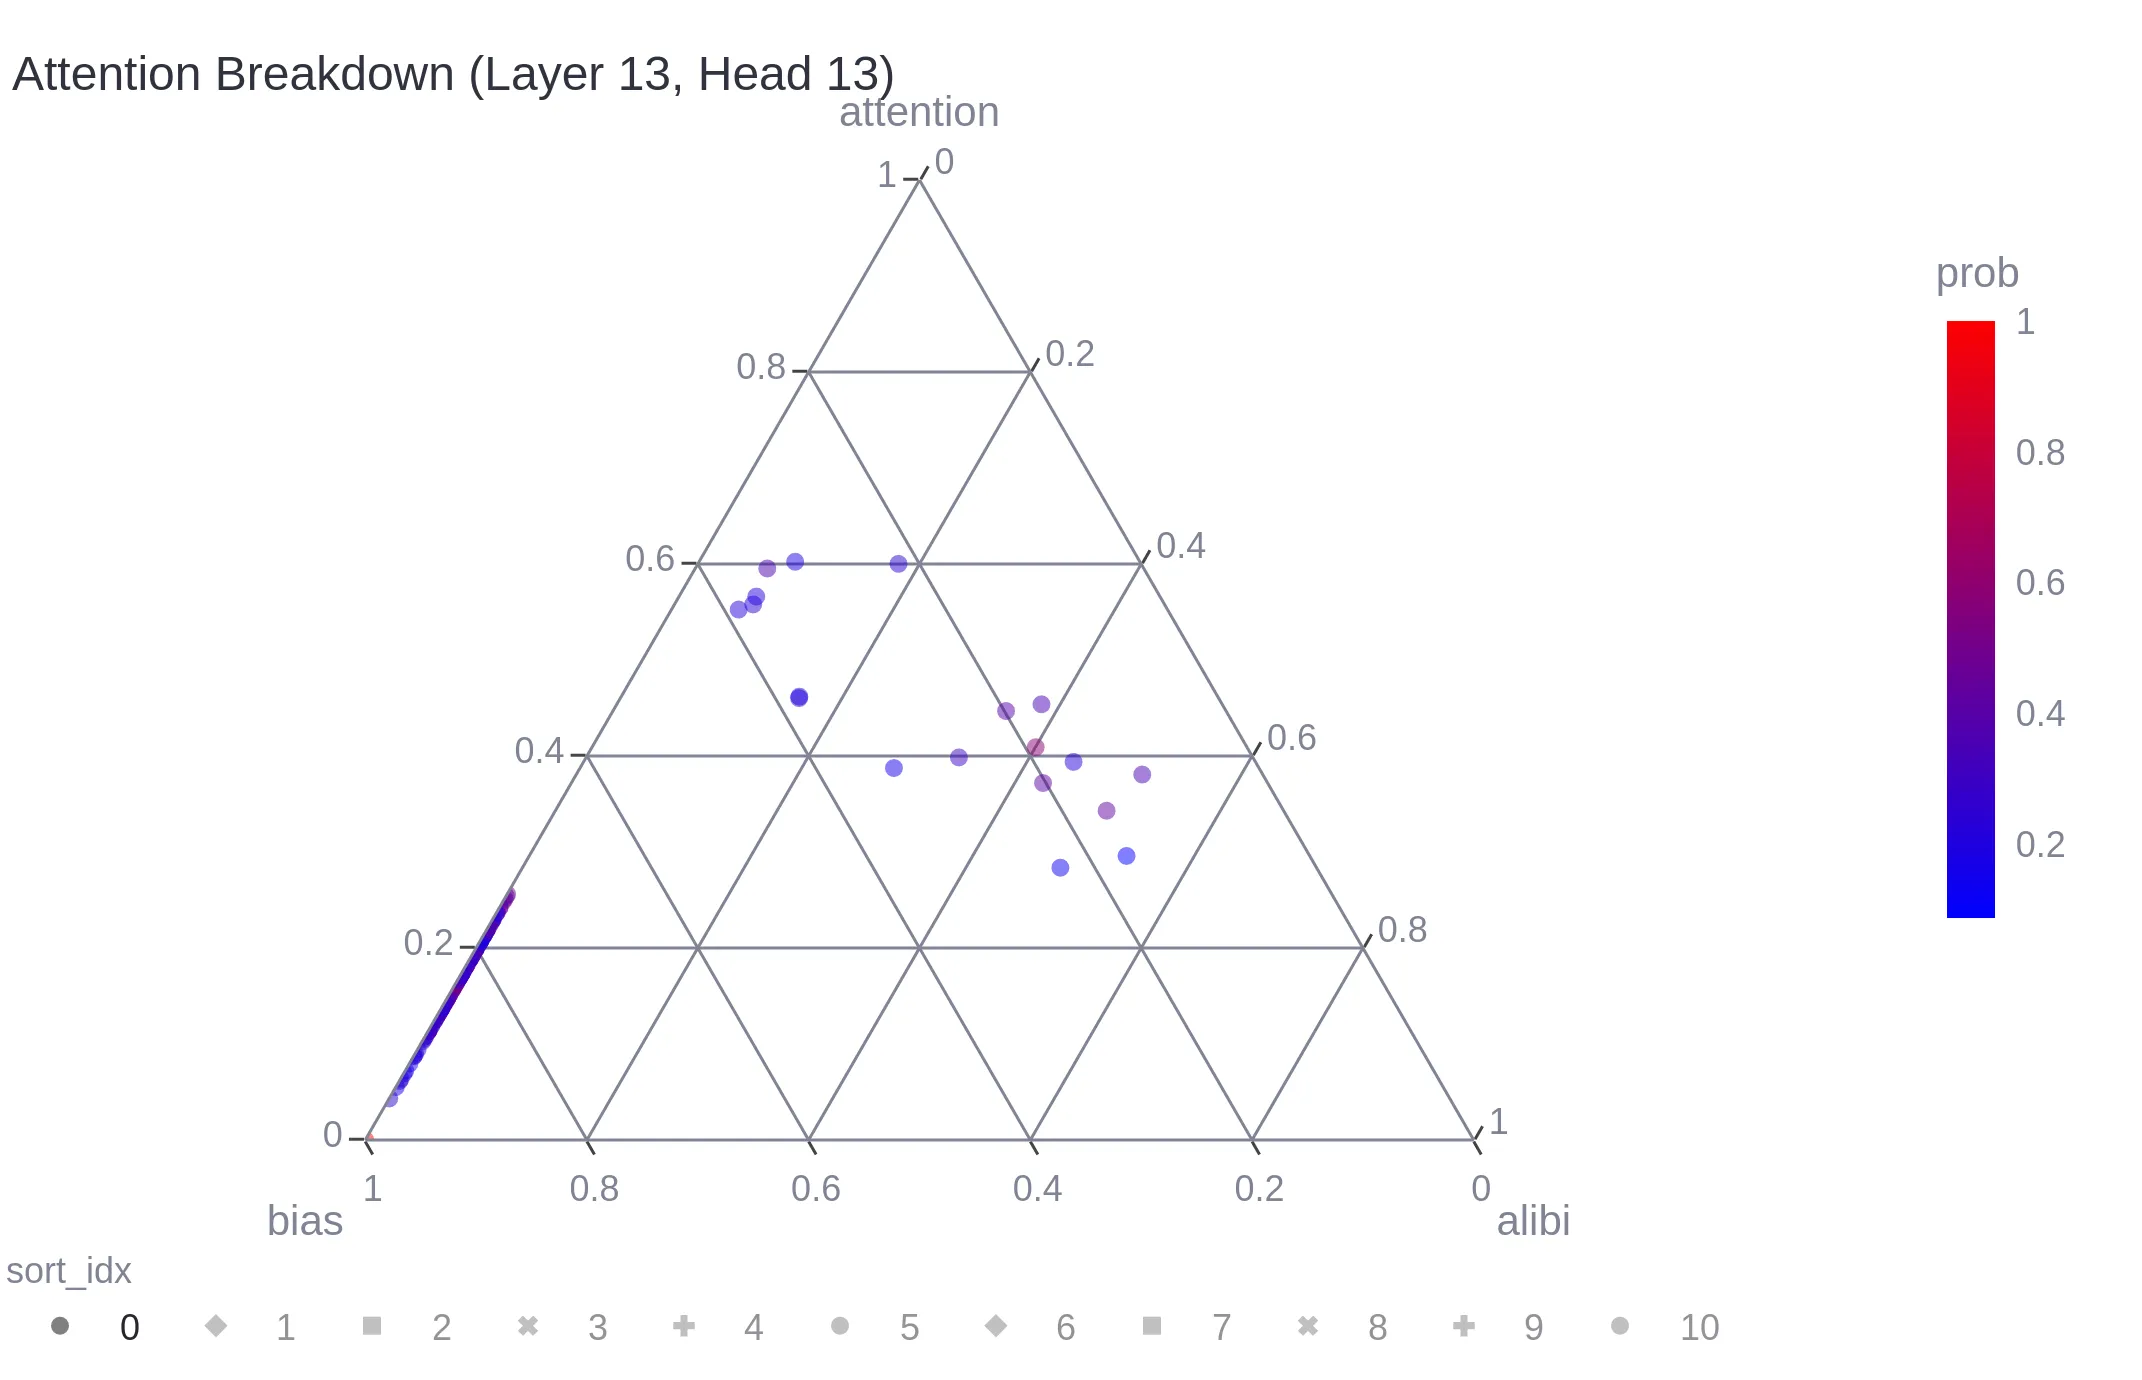 Attention Breakdown (Layer 13, Head 13)
attention
1 0
0.8 0.2
0.6 0.4
0.4 0.6
0.2 0.8
0 1
1 0.8 0.6 0.4 0.2 0
bias alibi
prob
1
0.8
0.6
0.4
0.2
sort_idx
0 1 2 3 4 5 6 7 8 9 10